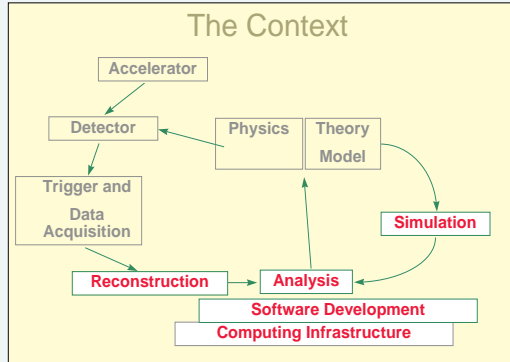 The Context
Accelerator
Detector
Physics
Theory
Model
Trigger and
Data
Acquisition
Simulation
Reconstruction
Analysis
Software Development
Computing Infrastructure